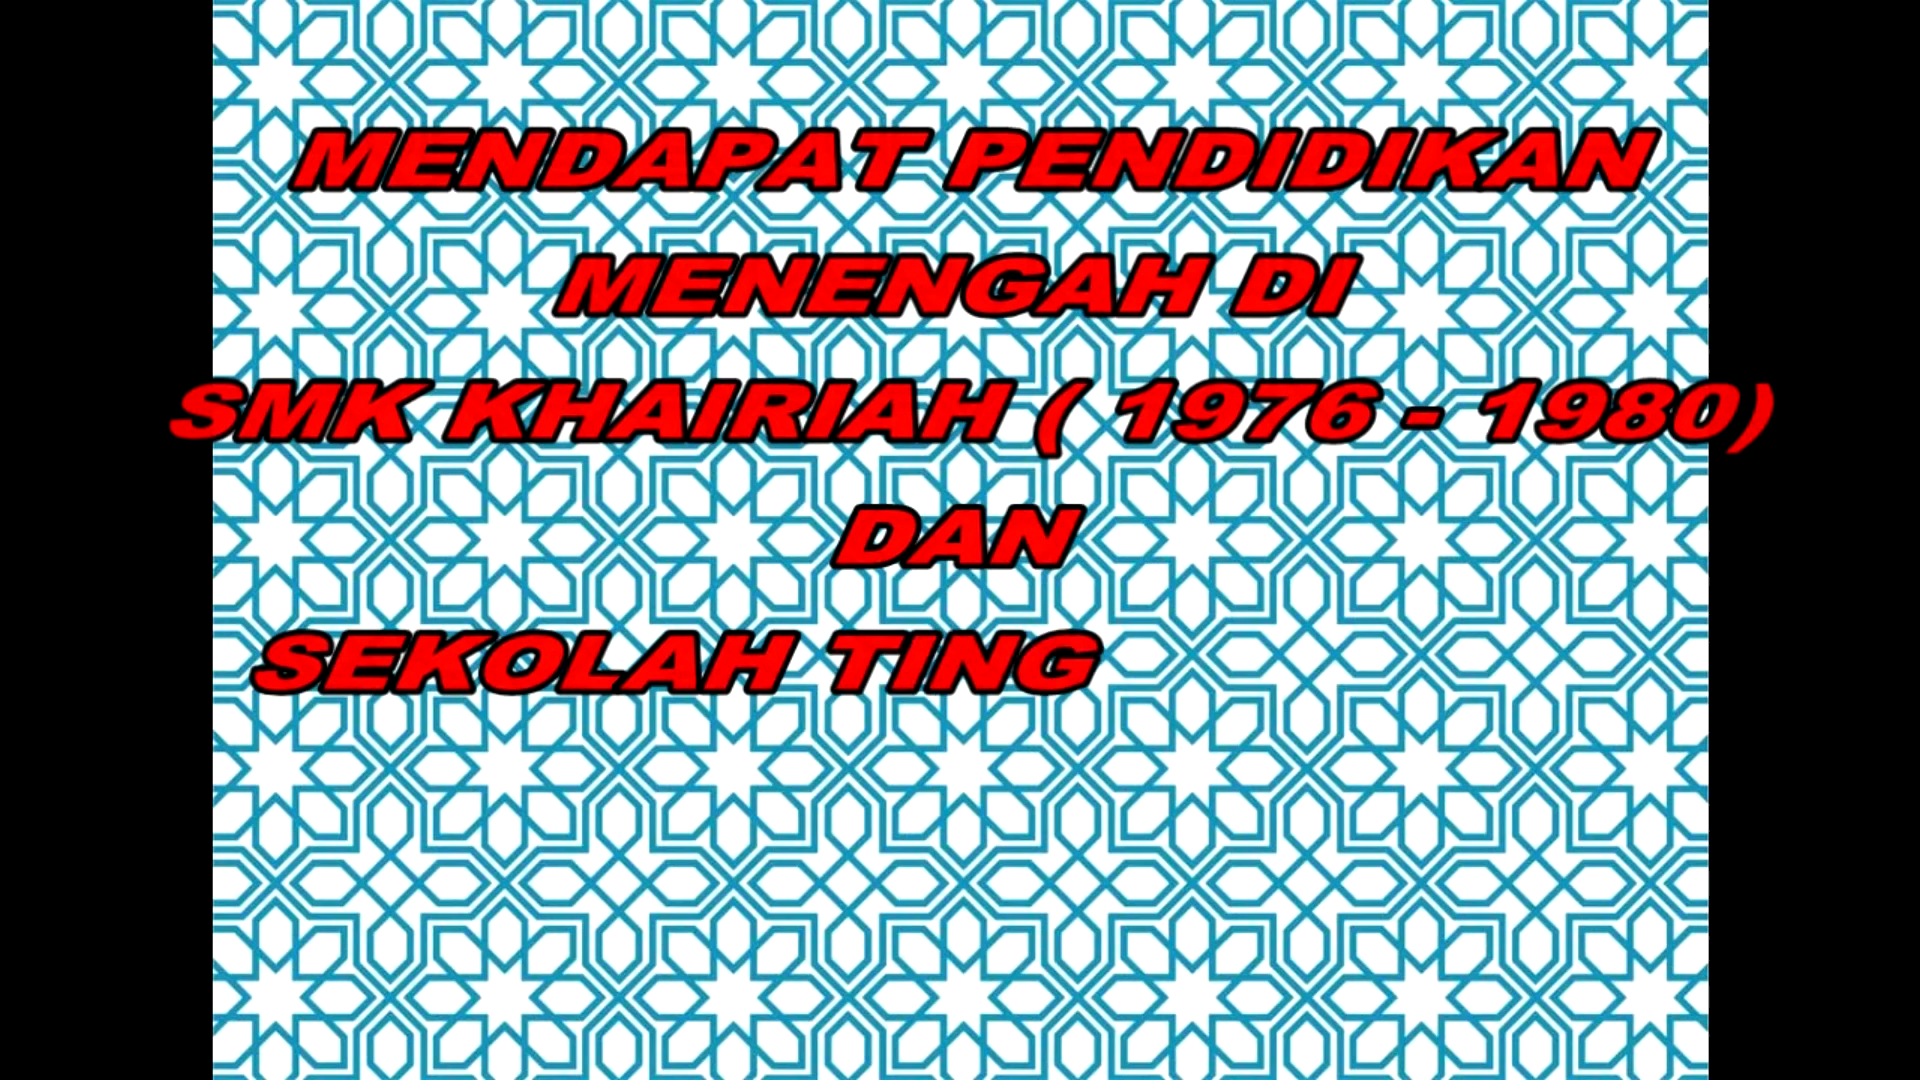 MENDAPAT PENDIDIKAN
MENENGAH DI
SMK KHAIRIAH ( 1976 - 1980)
DAN
SEKOLAH TING